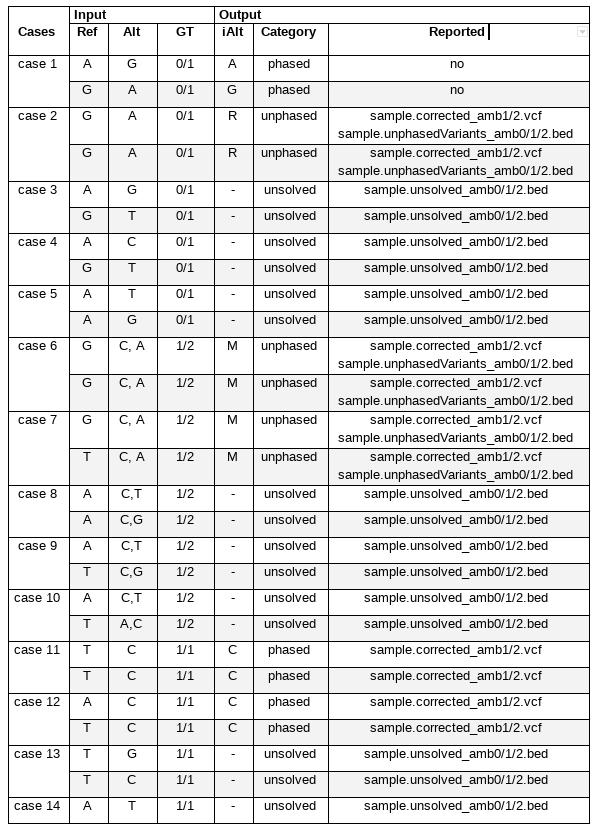 Input Output
Cases Ref Alt GT iAlt Category Reported
case 1 A G 0/1 A phased no
G A 0/1 G phased no
case 2 G A 0/1 R unphased sample.corrected_amb1/2.vcf
sample.unphasedVariants_amb0/1/2.bed
G A 0/1 R unphased sample.corrected_amb1/2.vcf
sample.unphasedVariants_amb0/1/2.bed
case 3 A G 0/1 - unsolved sample.unsolved_amb0/1/2.bed
G T 0/1 - unsolved sample.unsolved_amb0/1/2.bed
case 4 A C 0/1 - unsolved sample.unsolved_amb0/1/2.bed
G T 0/1 - unsolved sample.unsolved_amb0/1/2.bed
case 5 A T 0/1 - unsolved sample.unsolved_amb0/1/2.bed
A G 0/1 - unsolved sample.unsolved_amb0/1/2.bed
case 6 G C, A 1/2 M unphased sample.corrected_amb1/2.vcf
sample.unphasedVariants_amb0/1/2.bed
G C, A 1/2 M unphased sample.corrected_amb1/2.vcf
sample.unphasedVariants_amb0/1/2.bed
case 7 G C, A 1/2 M unphased sample.corrected_amb1/2.vcf
sample.unphasedVariants_amb0/1/2.bed
T C, A 1/2 M unphased sample.corrected_amb1/2.vcf
sample.unphasedVariants_amb0/1/2.bed
case 8 A C,T 1/2 - unsolved sample.unsolved_amb0/1/2.bed
A C,G 1/2 - unsolved sample.unsolved_amb0/1/2.bed
case 9 A C,T 1/2 - unsolved sample.unsolved_amb0/1/2.bed
T C,G 1/2 - unsolved sample.unsolved_amb0/1/2.bed
case 10 A C,T 1/2 - unsolved sample.unsolved_amb0/1/2.bed
T A,C 1/2 - unsolved sample.unsolved_amb0/1/2.bed
case 11 T C 1/1 C phased sample.corrected_amb1/2.vcf
T C 1/1 C phased sample.corrected_amb1/2.vcf
case 12 A C 1/1 C phased sample.corrected_amb1/2.vcf
T C 1/1 C phased sample.corrected_amb1/2.vcf
case 13 T G 1/1 - unsolved sample.unsolved_amb0/1/2.bed
T C 1/1 - unsolved sample.unsolved_amb0/1/2.bed
case 14 A T 1/1 - unsolved sample.unsolved_amb0/1/2.bed